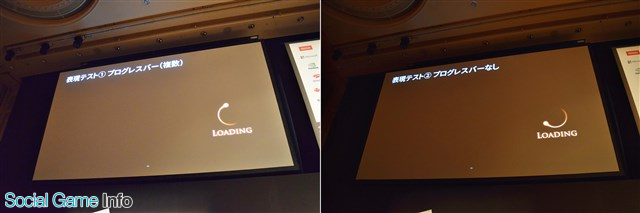 表現テスト① プログレスバー(複数)
LOADING
表現テスト② プログレスバーなし
LOADING
Social Game Info